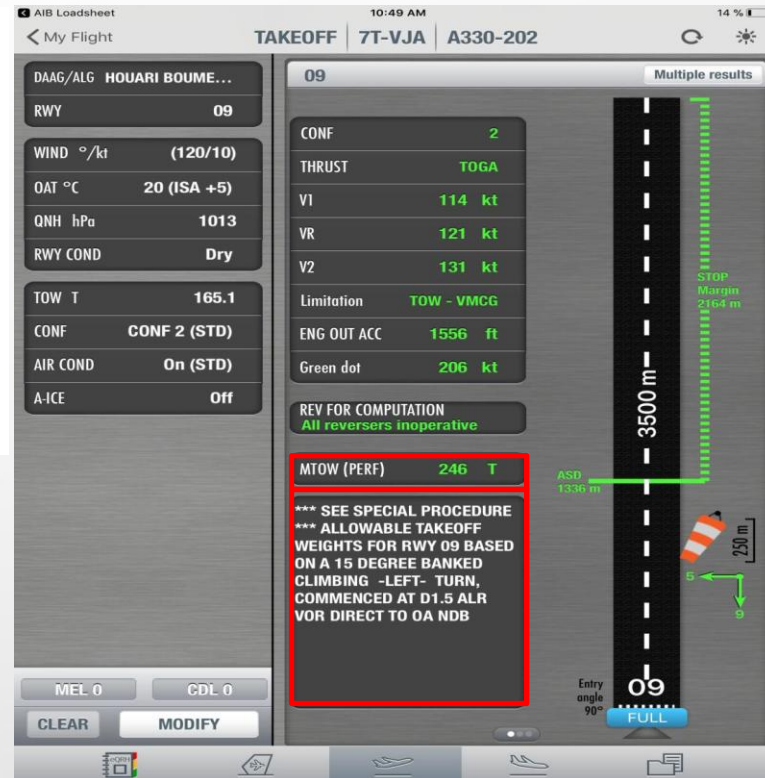 AIB Loadsheet
10:49 AM
14 %
My Flight
TAKEOFF 7T-VJA A330-202
DAAG/ALG HOUARI BOUME...
RWY 09
WIND °/kt (120/10)
OAT °C 20 (ISA +5)
QNH hPa 1013
RWY COND Dry
TOW T 165.1
CONF CONF 2 (STD)
AIR COND On (STD)
A-ICE Off
MEL 0 CDL 0
CLEAR MODIFY
eQRH
09 Multiple results
CONF 2
THRUST TOGA
V1 114 kt
VR 121 kt
V2 131 kt
Limitation TOW - VMCG
ENG OUT ACC 1556 ft
Green dot 206 kt
REV FOR COMPUTATION
All reversers inoperative
MTOW (PERF) 246 T
*** SEE SPECIAL PROCEDURE
*** ALLOWABLE TAKEOFF
WEIGHTS FOR RWY 09 BASED
ON A 15 DEGREE BANKED
CLIMBING -LEFT- TURN,
COMMENCED AT D1.5 ALR
VOR DIRECT TO OA NDB
STOP
Margin
2164 m
3500 m
ASD
1336 m
250 m
5
9
Entry
angle
90°
09
FULL